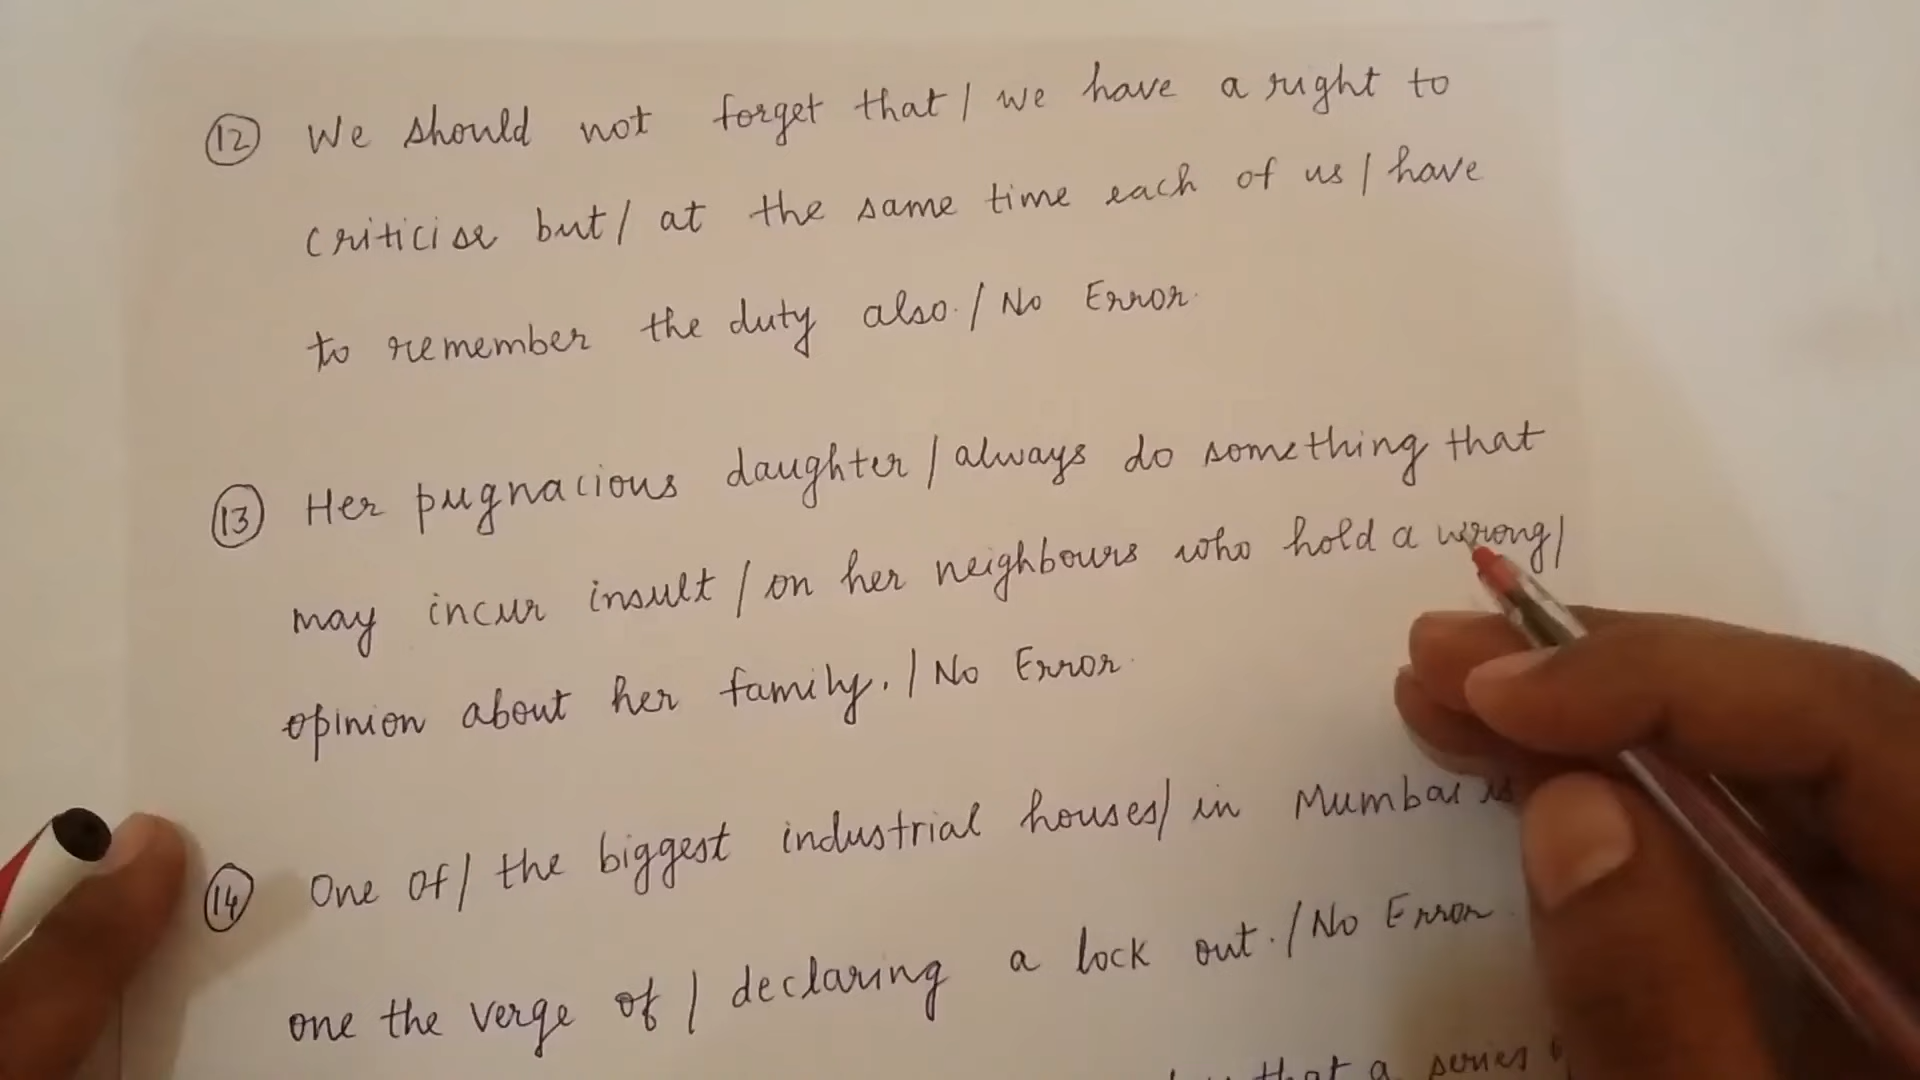 12 We should not forget that / we have a right to
criticise but / at the same time each of us / have
to remember the duty also. / No Error.
13 Her pugnacious daughter / always do something that
may incur insult / on her neighbours who hold a wrong /
opinion about her family. / No Error.
14 One of / the biggest industrial houses / in Mumbai is
one the verge of / declaring a lock out. / No Error.
that a series